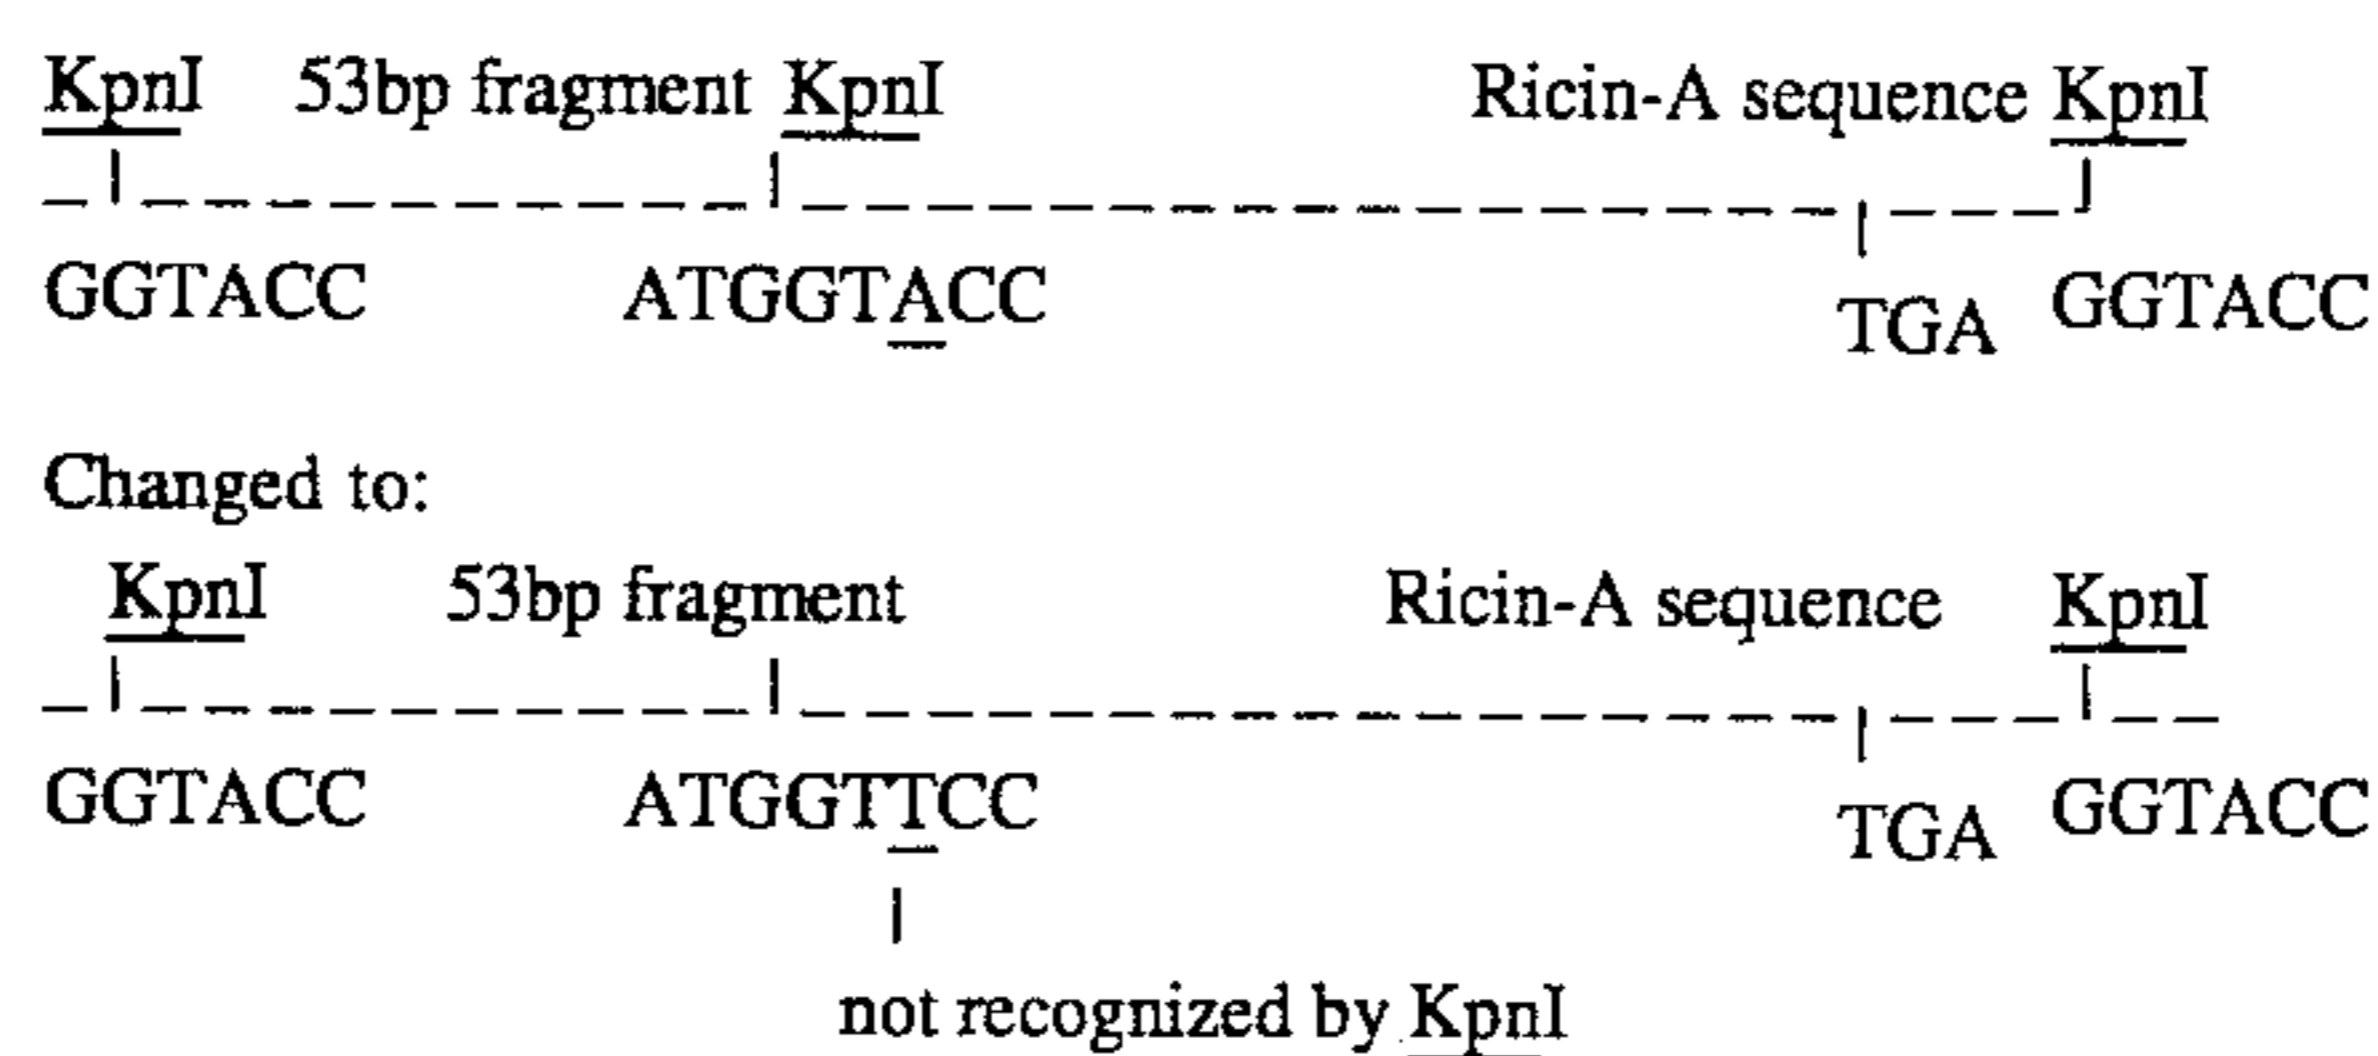 KpnI 53bp fragment KpnI Ricin-A sequence KpnI
GGTACC ATGGTACC TGA GGTACC
Changed to:
KpnI 53bp fragment Ricin-A sequence KpnI
GGTACC ATGGTTCC TGA GGTACC
not recognized by KpnI